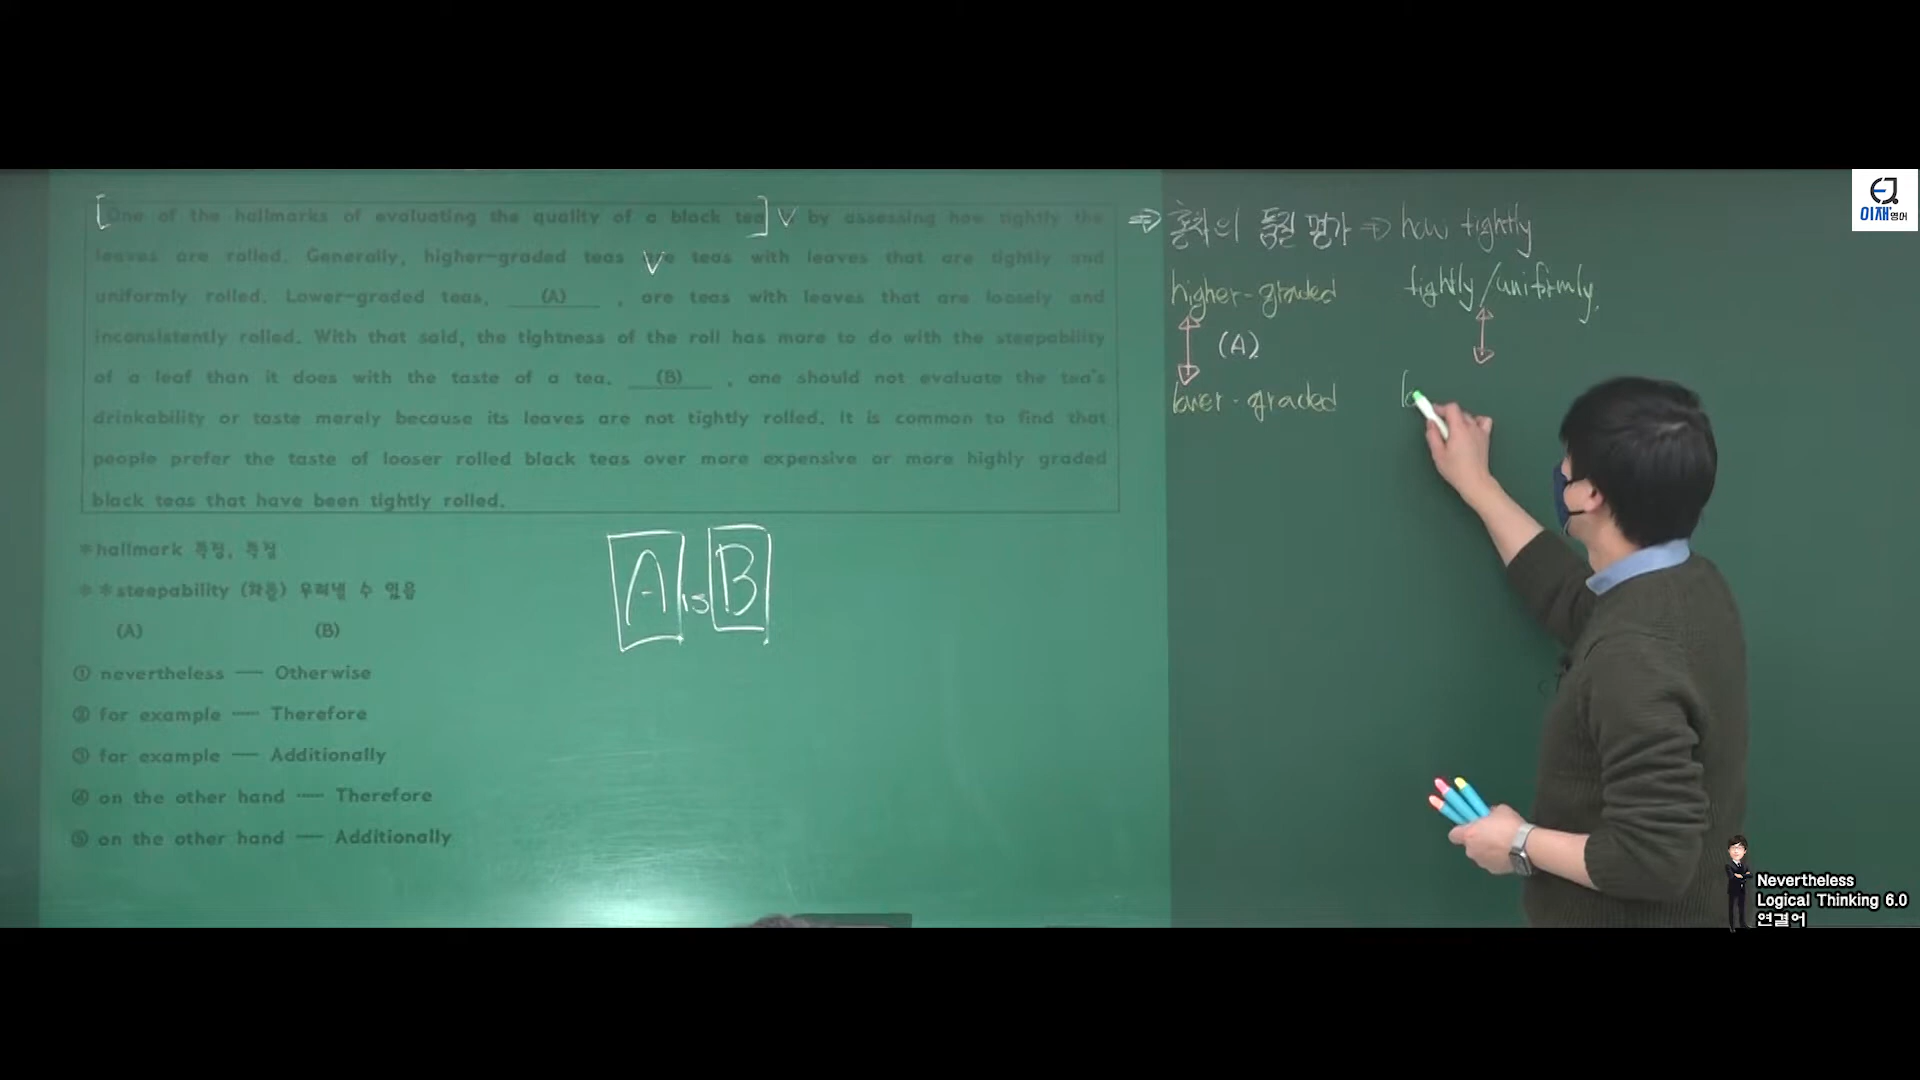 One of the hallmarks of evaluating the quality of a black tea by assessing how tightly the
leaves are rolled. Generally, higher-graded teas are teas with leaves that are tightly and
uniformly rolled. Lower-graded teas, (A) , are teas with leaves that are loosely and
inconsistently rolled. With that said, the tightness of the roll has more to do with the steepability
of a leaf than it does with the taste of a tea. (B) , one should not evaluate the tea's
drinkability or taste merely because its leaves are not tightly rolled. It is common to find that
people prefer the taste of looser rolled black teas over more expensive or more highly graded
black teas that have been tightly rolled.
*hallmark 특징, 특질
**steepability (차를) 우려낼 수 있음
(A) (B)
① nevertheless — Otherwise
② for example — Therefore
③ for example — Additionally
④ on the other hand — Therefore
⑤ on the other hand — Additionally
V
V
A is B
⇒ 홍차의 품질 평가 ⇒ how tightly
higher-graded tightly/uniformly.
(A)
lower-graded lo
EJ
이재영어
Nevertheless
Logical Thinking 6.0
연결어